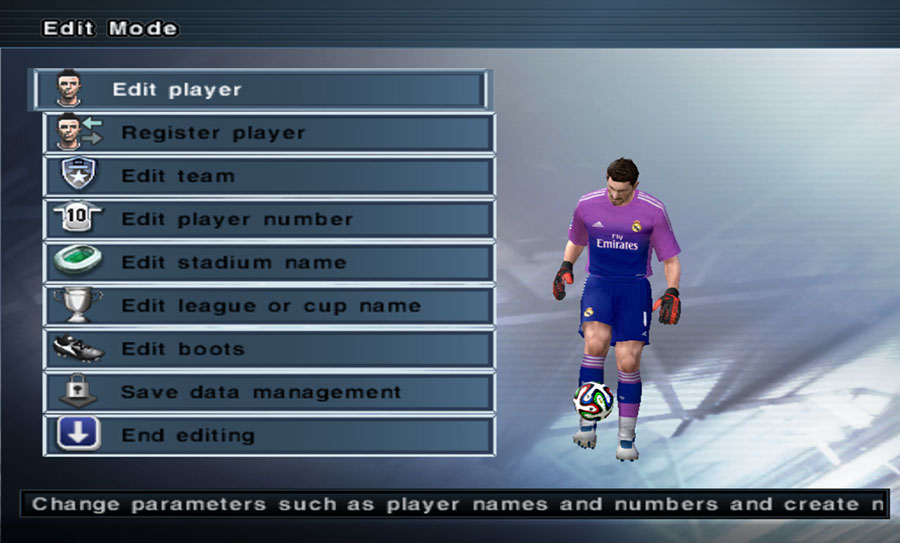 Edit Mode
Edit player
Register player
Edit team
10
Edit player number
Edit stadium name
Edit league or cup name
Edit boots
Save data management
End editing
Fly
Emirates
1
Change parameters such as player names and numbers and create n